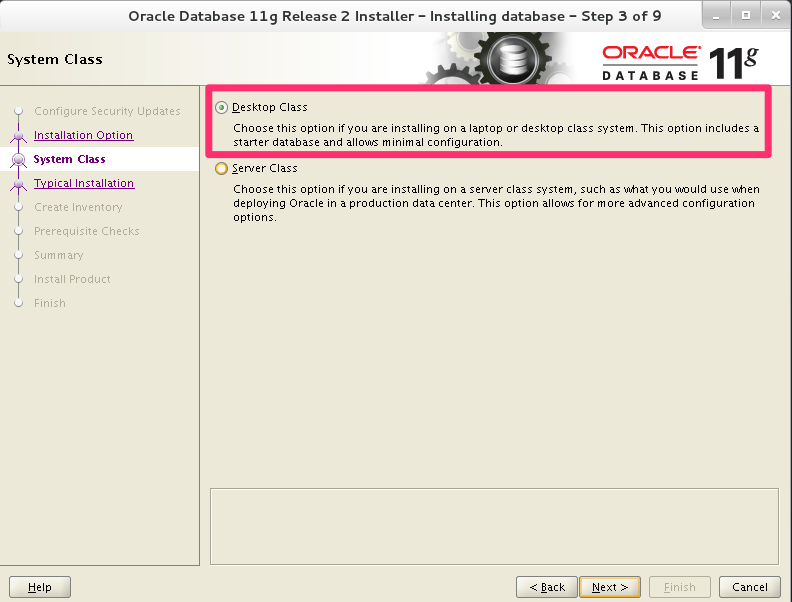 Oracle Database 11g Release 2 Installer - Installing database - Step 3 of 9
System Class
ORACLE
DATABASE
11g
Configure Security Updates
Installation Option
System Class
Typical Installation
Create Inventory
Prerequisite Checks
Summary
Install Product
Finish
Desktop Class
Choose this option if you are installing on a laptop or desktop class system. This option includes a
starter database and allows minimal configuration.
Server Class
Choose this option if you are installing on a server class system, such as what you would use when
deploying Oracle in a production data center. This option allows for more advanced configuration
options.
Help
< Back
Next >
Finish
Cancel